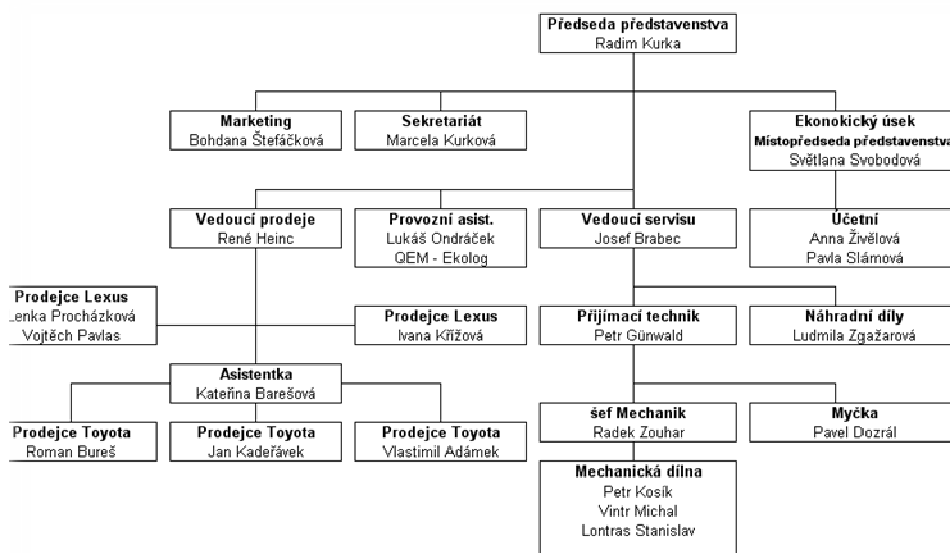 Předseda představenstva
Radim Kurka
Marketing
Bohdana Štefáčková
Sekretariát
Marcela Kurková
Ekonokický úsek
Místopředseda představenstva
Světlana Svobodová
Vedoucí prodeje
René Heinc
Provozní asist.
Lukáš Ondráček
QEM - Ekolog
Vedoucí servisu
Josef Brabec
Účetní
Anna Živělová
Pavla Slámová
Prodejce Lexus
Lenka Procházková
Vojtěch Pavlas
Prodejce Lexus
Ivana Křížová
Přijímací technik
Petr Günwald
Náhradní díly
Ludmila Zgažarová
Asistentka
Kateřina Barešová
Prodejce Toyota
Roman Bureš
Prodejce Toyota
Jan Kadeřávek
Prodejce Toyota
Vlastimil Adámek
šef Mechanik
Radek Zouhar
Myčka
Pavel Dozrál
Mechanická dílna
Petr Kosík
Vintr Michal
Lontras Stanislav